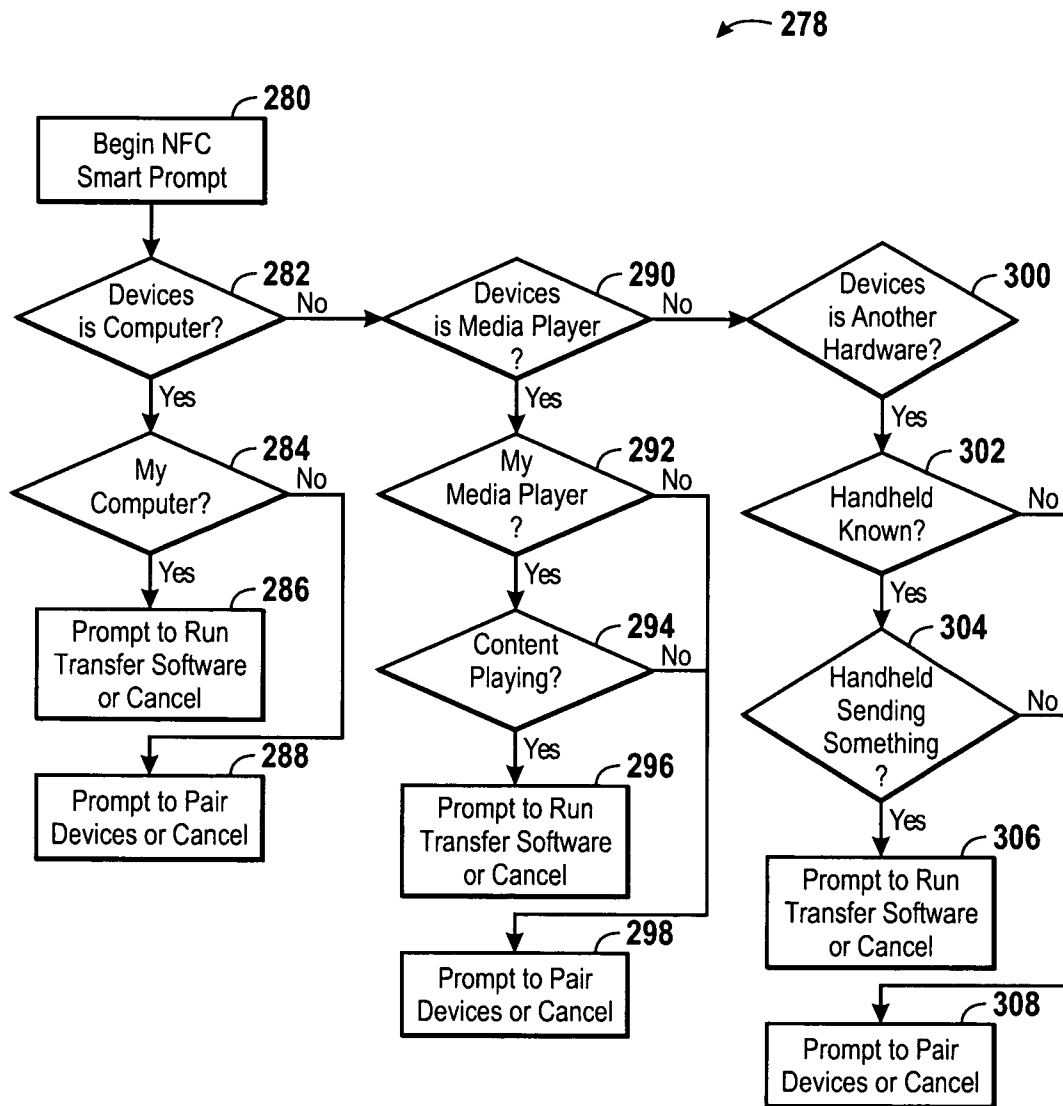 278
280
Begin NFC
Smart Prompt
282
Devices
is Computer?
No
Yes
284
My
Computer?
No
Yes
286
Prompt to Run
Transfer Software
or Cancel
288
Prompt to Pair
Devices or Cancel
290
Devices
is Media Player
?
No
Yes
292
My
Media Player
?
No
Yes
294
Content
Playing?
No
Yes
296
Prompt to Run
Transfer Software
or Cancel
298
Prompt to Pair
Devices or Cancel
300
Devices
is Another
Hardware?
Yes
302
Handheld
Known?
No
Yes
304
Handheld
Sending
Something
?
No
Yes
306
Prompt to Run
Transfer Software
or Cancel
308
Prompt to Pair
Devices or Cancel